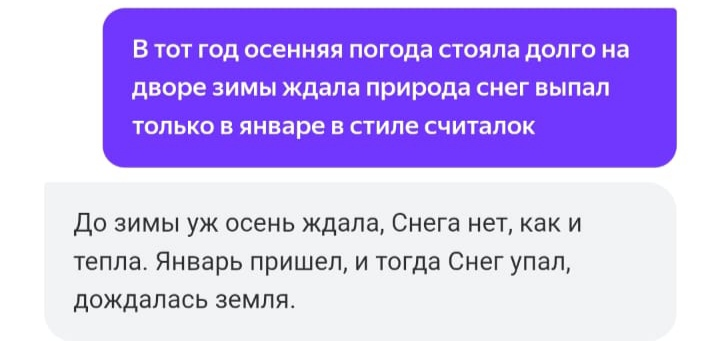 В тот год осенняя погода стояла долго на
дворе зимы ждала природа снег выпал
только в январе в стиле считалок
До зимы уж осень ждала, Снега нет, как и
тепла. Январь пришел, и тогда Снег упал,
дождалась земля.